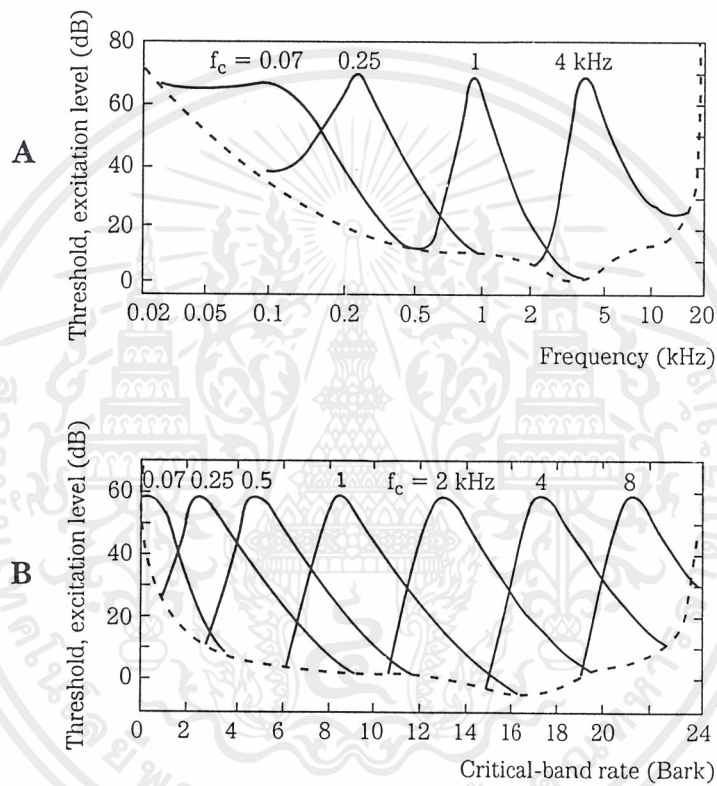 A
Threshold, excitation level (dB)
80
60
40
20
0
fc = 0.07 0.25 1 4 kHz
0.02 0.05 0.1 0.2 0.5 1 2 5 10 20
Frequency (kHz)
B
Threshold, excitation level (dB)
60
40
20
0
0.07 0.25 0.5 1 fc = 2 kHz 4 8
0 2 4 6 8 10 12 14 16 18 20 22 24
Critical-band rate (Bark)